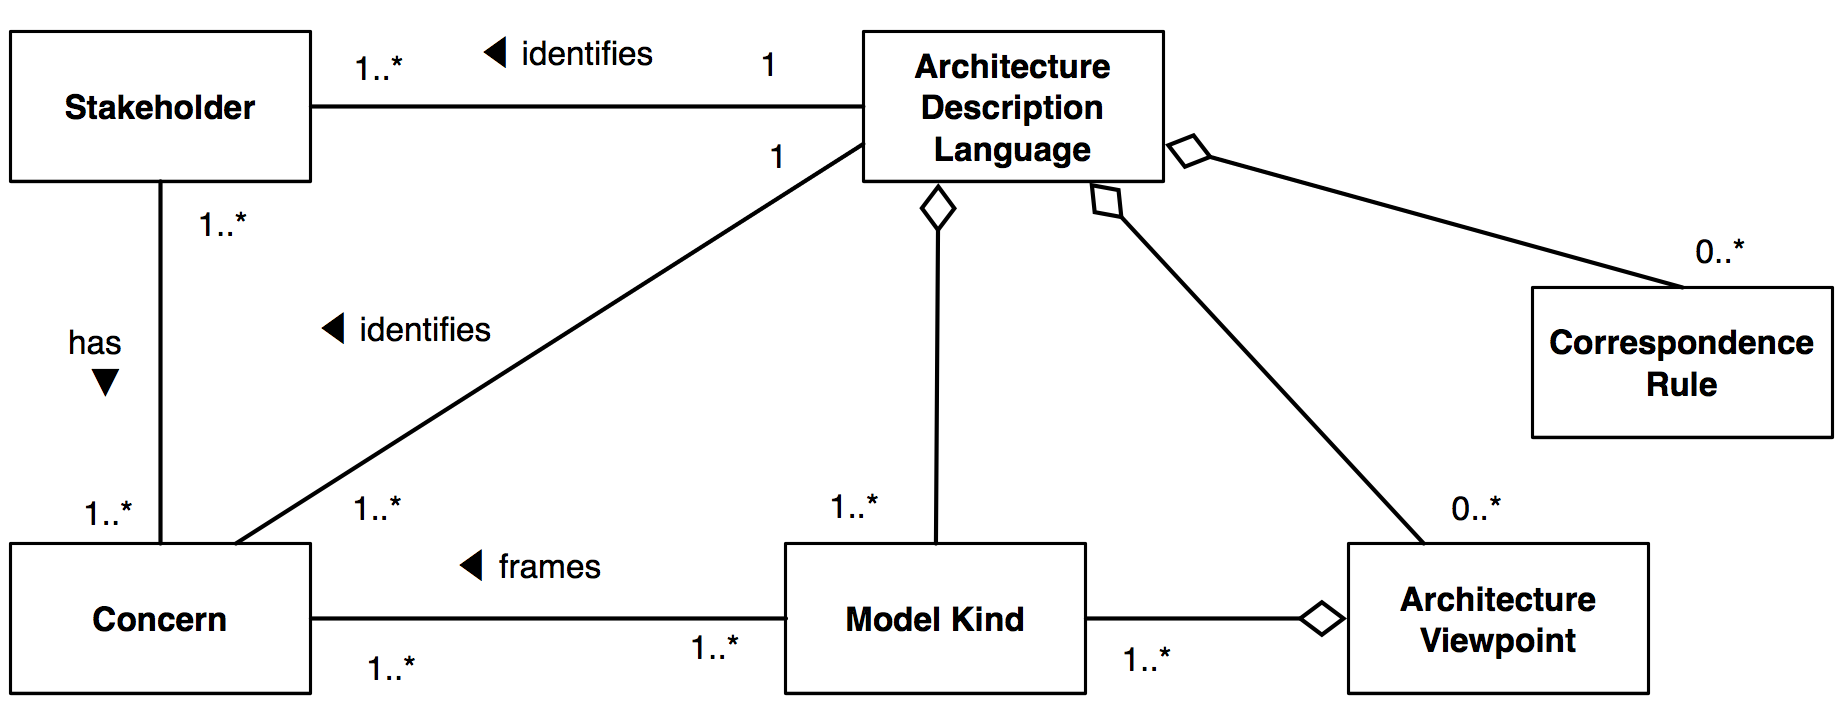 Stakeholder
1..*
◀ identifies
1
Architecture
Description
Language
1
1..*
0..*
◀ identifies
has
▼
Correspondence
Rule
1..*
1..*
1..*
0..*
Concern
◀ frames
1..*
1..*
Model Kind
1..*
Architecture
Viewpoint